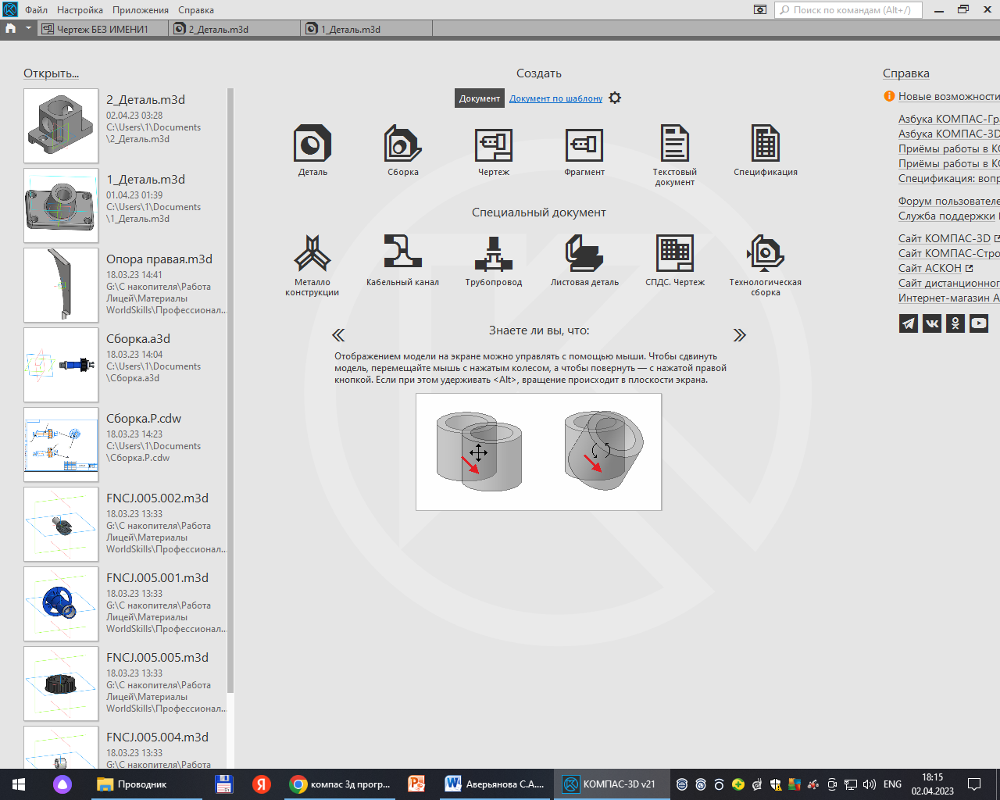 Файл Настройка Приложения Справка
Поиск по командам (Alt+/)
Чертеж БЕЗ ИМЕНИ1
2_Деталь.m3d
1_Деталь.m3d
Открыть...
2_Деталь.m3d
02.04.23 03:28
C:\Users\1\Documents
\2_Деталь.m3d
1_Деталь.m3d
01.04.23 01:39
C:\Users\1\Documents
\1_Деталь.m3d
Опора правая.m3d
18.03.23 14:41
G:\С накопителя\Работа
Лицей\Материалы
WorldSkills\Профессионал...
Сборка.a3d
18.03.23 14:04
C:\Users\1\Documents
\Сборка.a3d
Сборка.Р.cdw
18.03.23 14:23
C:\Users\1\Documents
\Сборка.Р.cdw
FNCJ.005.002.m3d
18.03.23 13:33
G:\С накопителя\Работа
Лицей\Материалы
WorldSkills\Профессионал...
FNCJ.005.001.m3d
18.03.23 13:33
G:\С накопителя\Работа
Лицей\Материалы
WorldSkills\Профессионал...
FNCJ.005.005.m3d
18.03.23 13:33
G:\С накопителя\Работа
Лицей\Материалы
WorldSkills\Профессионал...
FNCJ.005.004.m3d
18.03.23 13:33
G:\С накопителя\Работа
Создать
Документ Документ по шаблону
Деталь
Сборка
Чертеж
Фрагмент
Текстовый
документ
Спецификация
Специальный документ
Металло
конструкции
Кабельный канал
Трубопровод
Листовая деталь
СПДС. Чертеж
Технологическая
сборка
Знаете ли вы, что:
Отображением модели на экране можно управлять с помощью мыши. Чтобы сдвинуть
модель, перемещайте мышь с нажатым колесом, а чтобы повернуть — с нажатой правой
кнопкой. Если при этом удерживать <Alt>, вращение происходит в плоскости экрана.
Справка
Новые возможности
Азбука КОМПАС-Гр
Азбука КОМПАС-3D
Приёмы работы в КО
Приёмы работы в КО
Спецификация: вопр
Форум пользователе
Служба поддержки
Сайт КОМПАС-3D
Сайт КОМПАС-Стро
Сайт АСКОН
Сайт дистанционног
Интернет-магазин А
Проводник
компас 3д прогр...
Аверьянова С.А....
КОМПАС-3D v21
ENG
18:15
02.04.2023